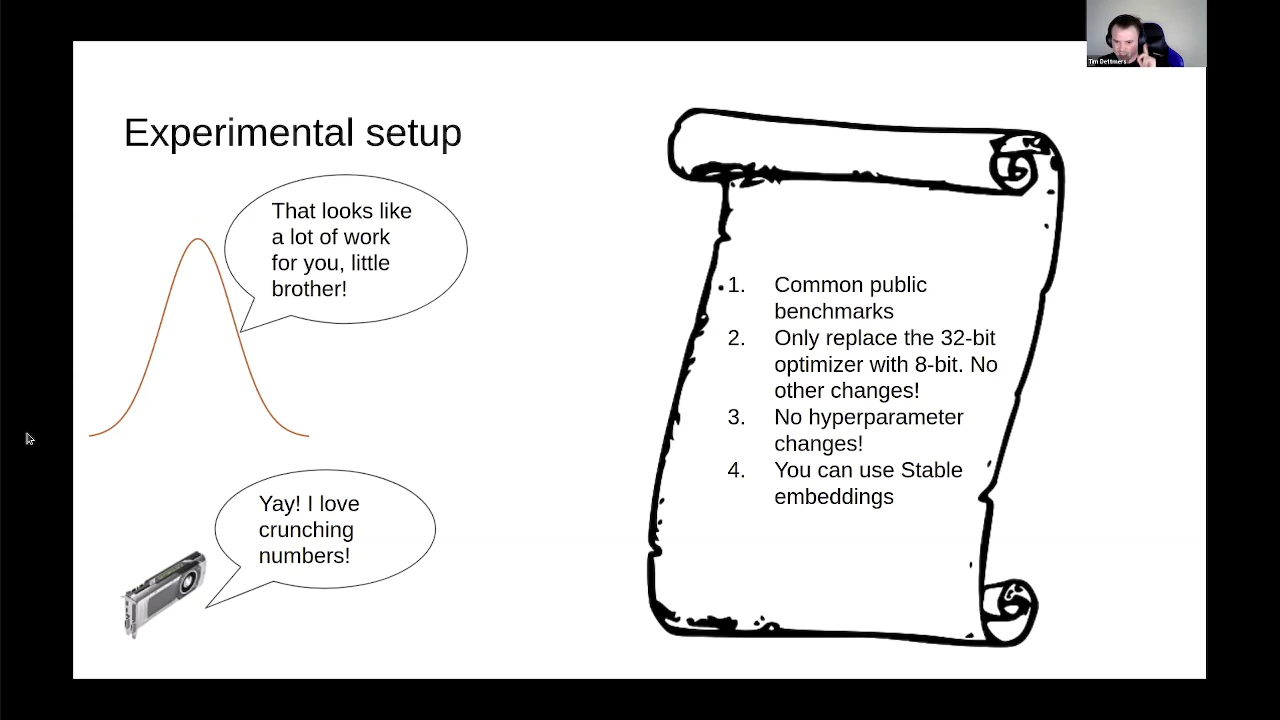 Tim Dettmers
Experimental setup
That looks like
a lot of work
for you, little
brother!
Yay! I love
crunching
numbers!
1. Common public
benchmarks
2. Only replace the 32-bit
optimizer with 8-bit. No
other changes!
3. No hyperparameter
changes!
4. You can use Stable
embeddings